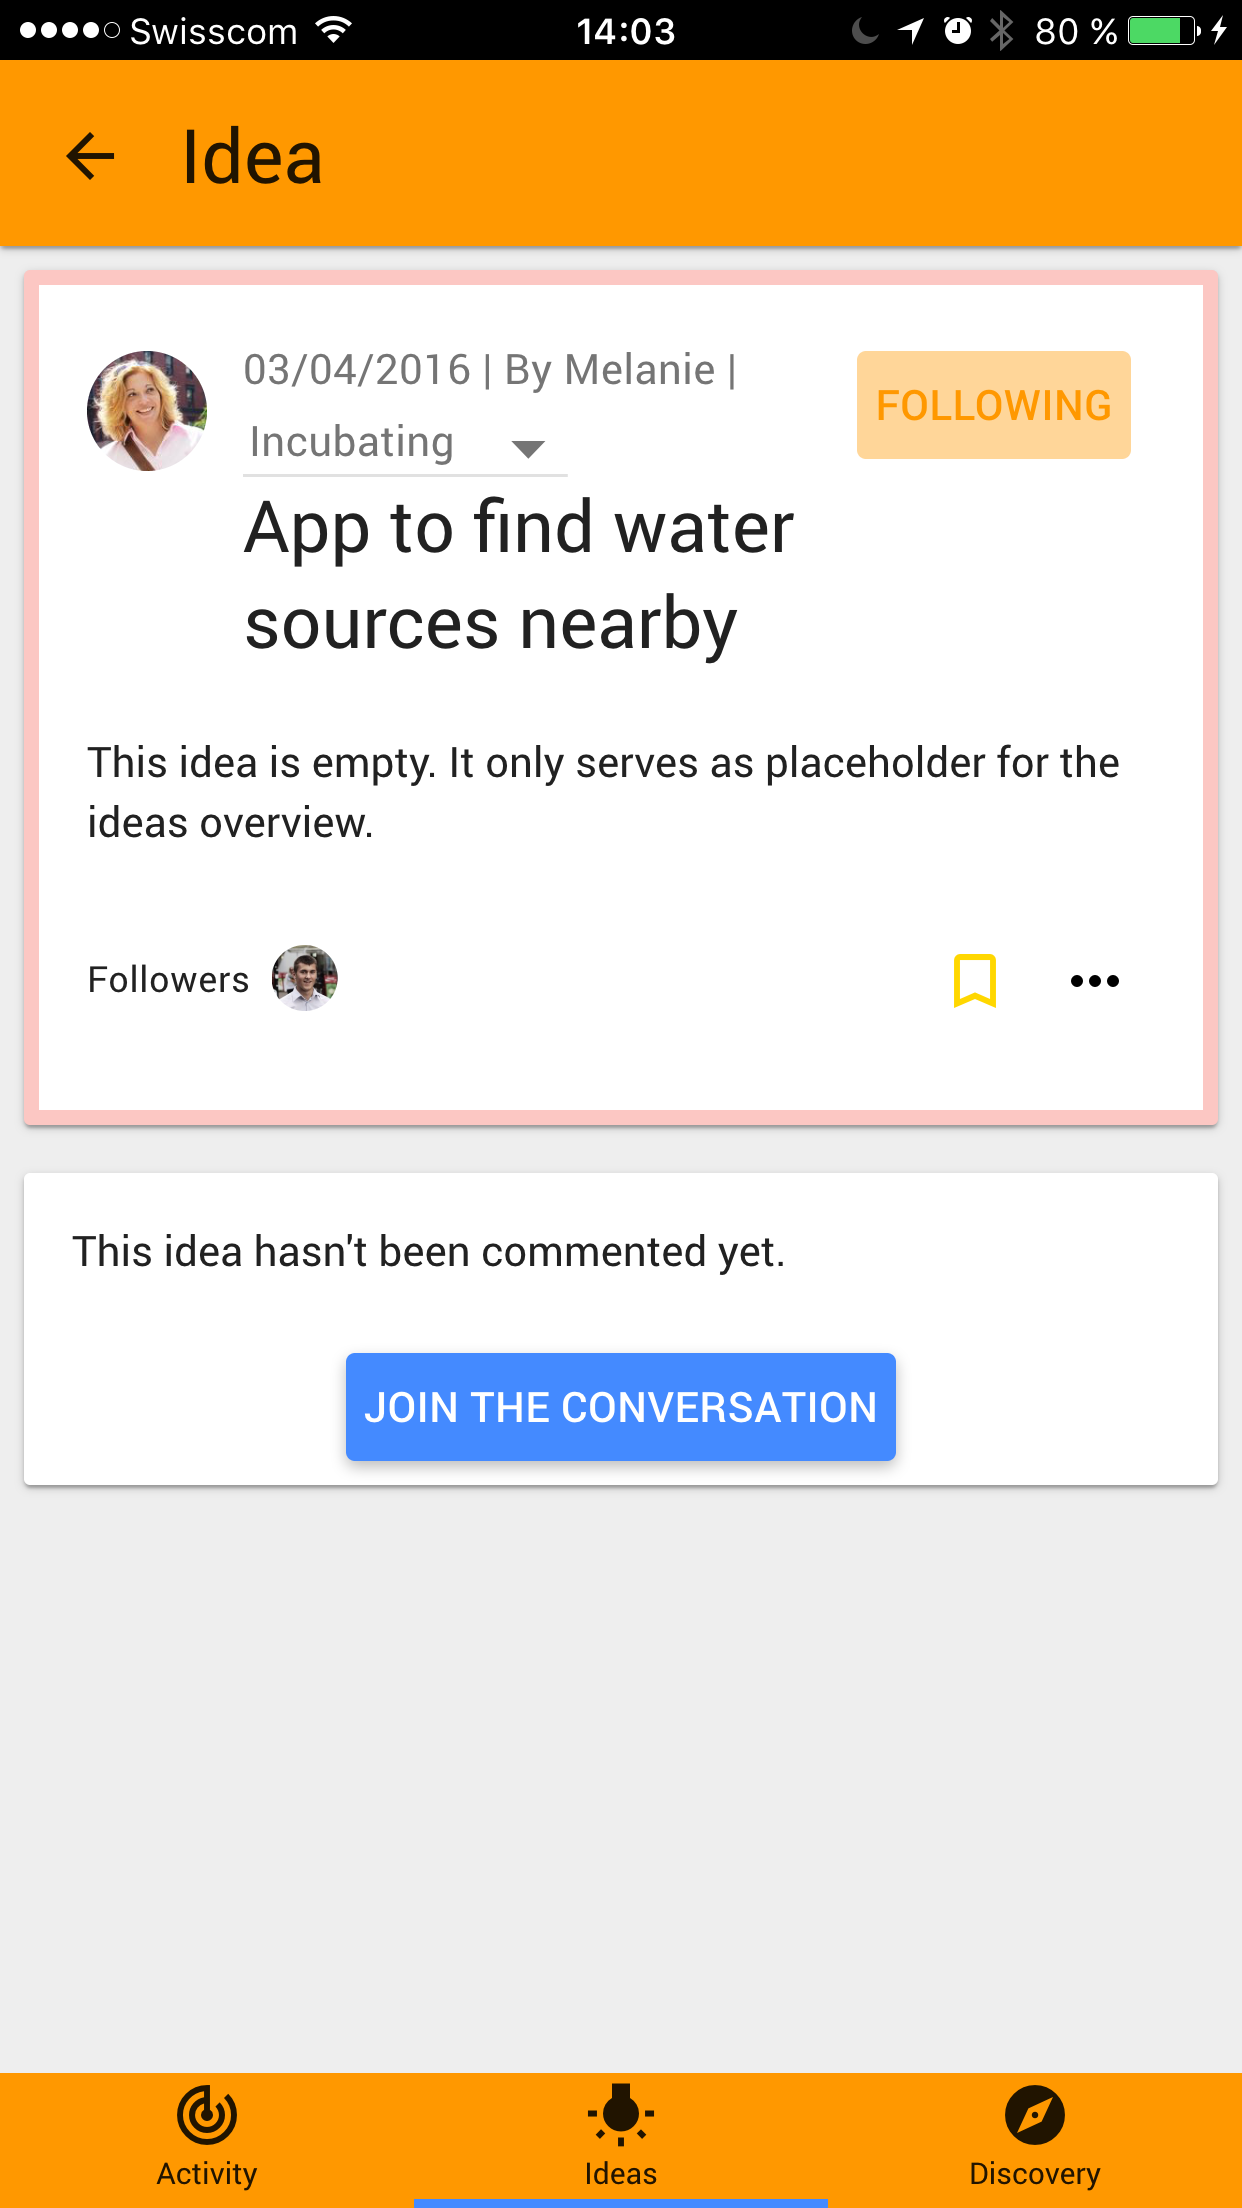 Swisscom 14:03 80 %
Idea
03/04/2016 | By Melanie |
FOLLOWING
Incubating
App to find water
sources nearby
This idea is empty. It only serves as placeholder for the
ideas overview.
Followers
This idea hasn't been commented yet.
JOIN THE CONVERSATION
Activity Ideas Discovery